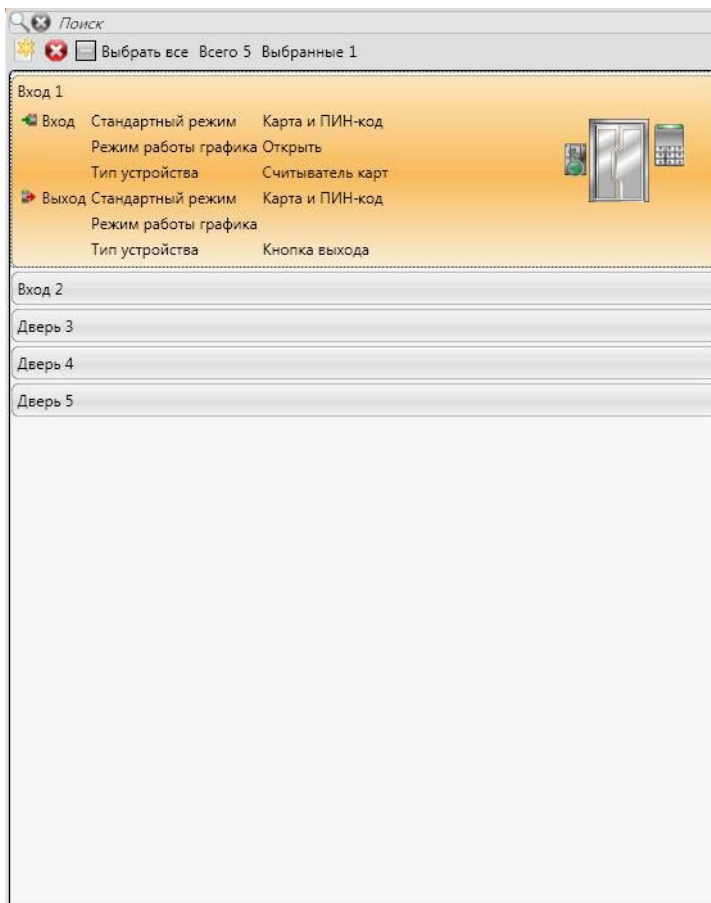 Поиск
Выбрать все Всего 5 Выбранные 1
Вход 1
Вход Стандартный режим Карта и ПИН-код
Режим работы графика Открыть
Тип устройства Считыватель карт
Выход Стандартный режим Карта и ПИН-код
Режим работы графика
Тип устройства Кнопка выхода
Вход 2
Дверь 3
Дверь 4
Дверь 5